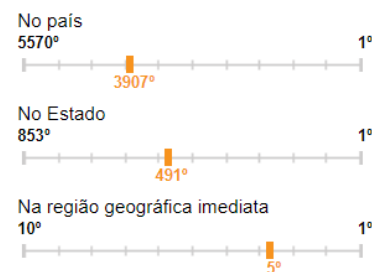 No país
5570º 1º
3907º
No Estado
853º 1º
491º
Na região geográfica imediata
10º 1º
5º